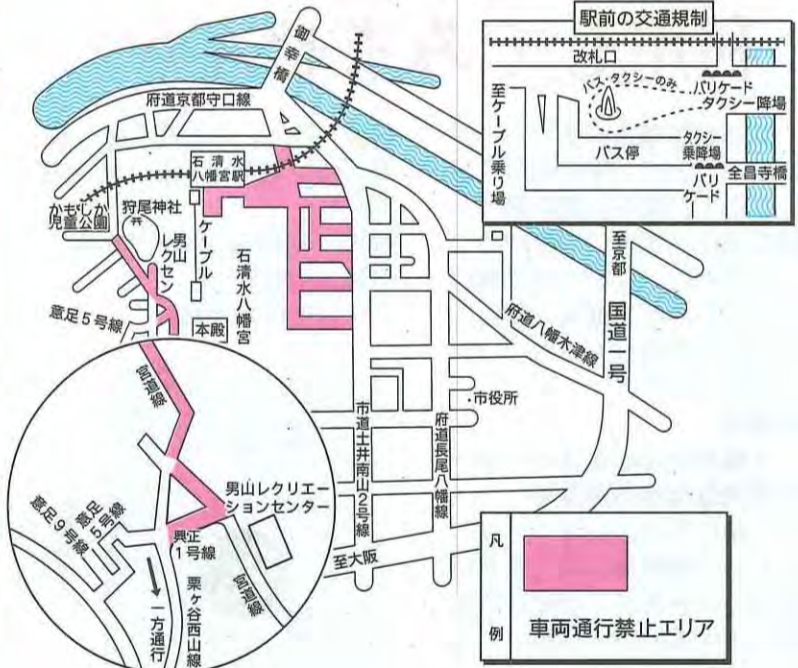 駅前の交通規制
改札口
バス・タクシーのみ
バリケード
タクシー降場
至ケーブル乗り場
バス停
タクシー
乗降場
バリ
ケード
全昌寺橋
御幸橋
府道京都守口線
石清水
八幡宮駅
かもしか
児童公園
狩尾神社
男山
レクセン
ケーブル
石清水八幡宮
本殿
意足5号線
至京都
国道一号
府道八幡木津線
・市役所
市道土井南山2号線
府道長尾八幡線
至大阪
宮道線
男山レクリエー
ションセンター
意足5号線
意足9号線
興正
1号線
宮道線
一方通行
栗ヶ谷西山線
凡例
車両通行禁止エリア